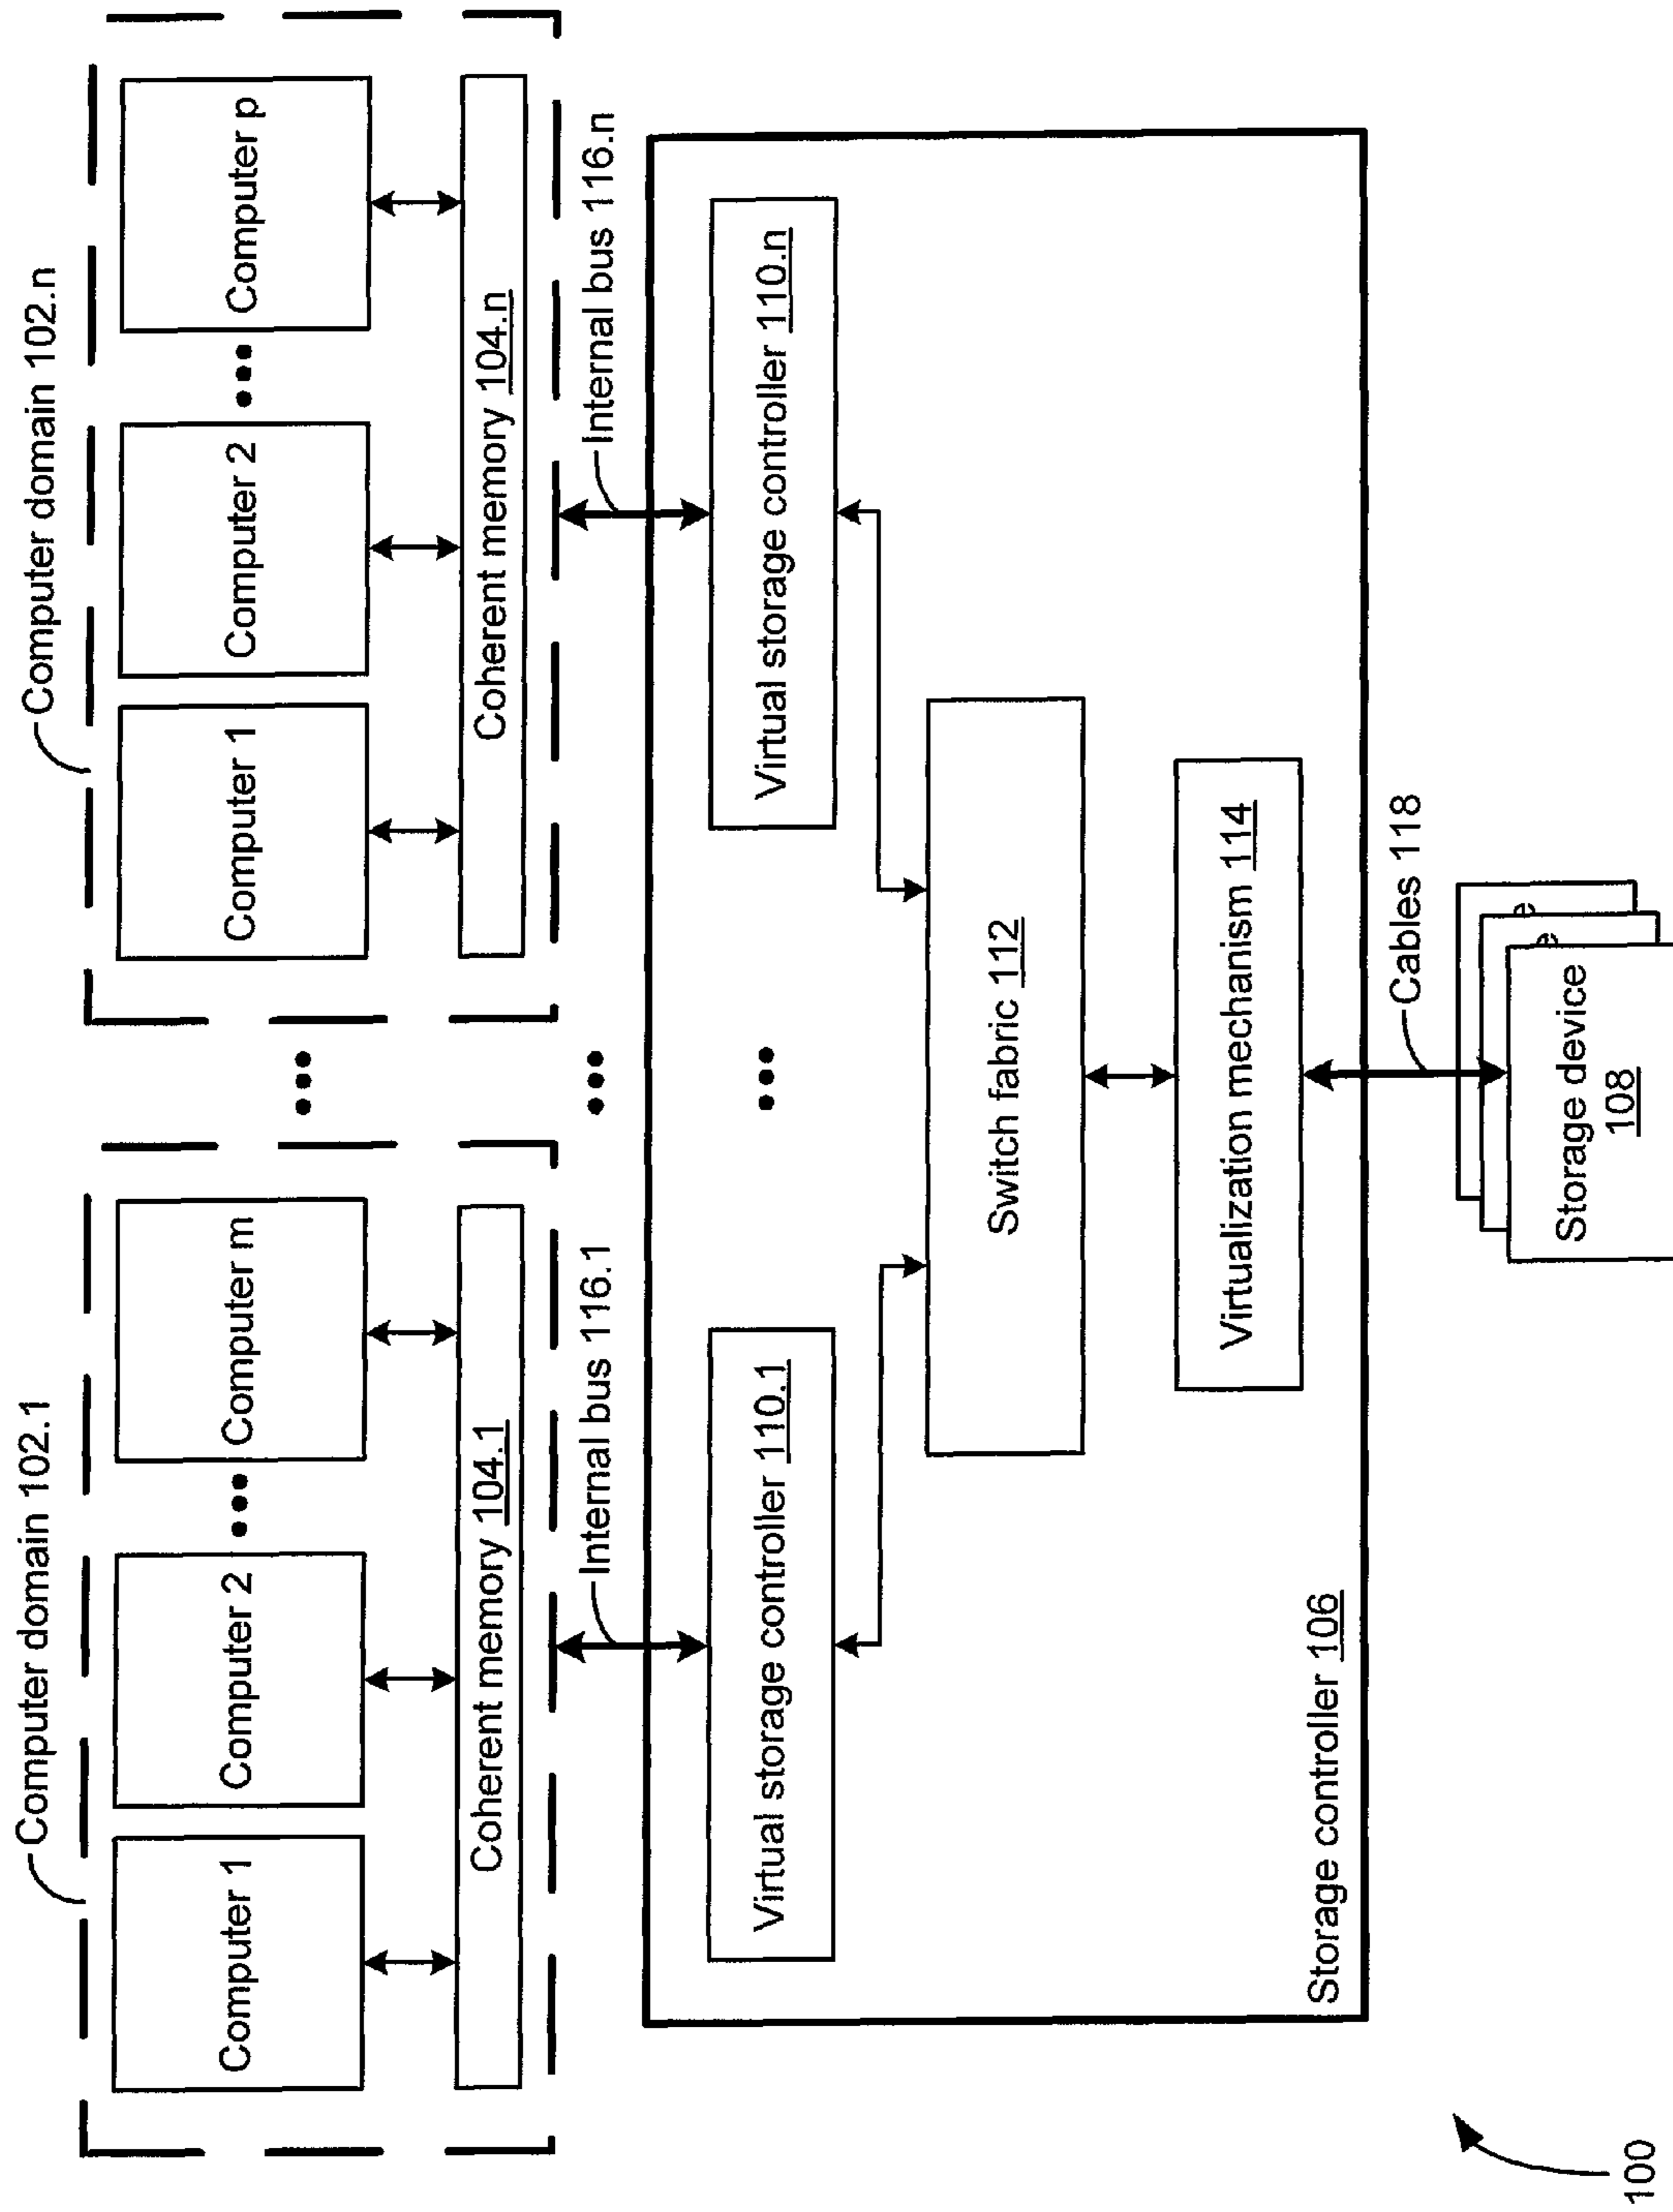 Computer domain 102.1
Computer domain 102.n
Computer 1
Computer 2
Computer m
Computer 1
Computer 2
Computer p
Coherent memory 104.1
Coherent memory 104.n
Internal bus 116.1
Internal bus 116.n
Virtual storage controller 110.1
Virtual storage controller 110.n
Switch fabric 112
Virtualization mechanism 114
Storage controller 106
Cables 118
e
e
Storage device
108
100